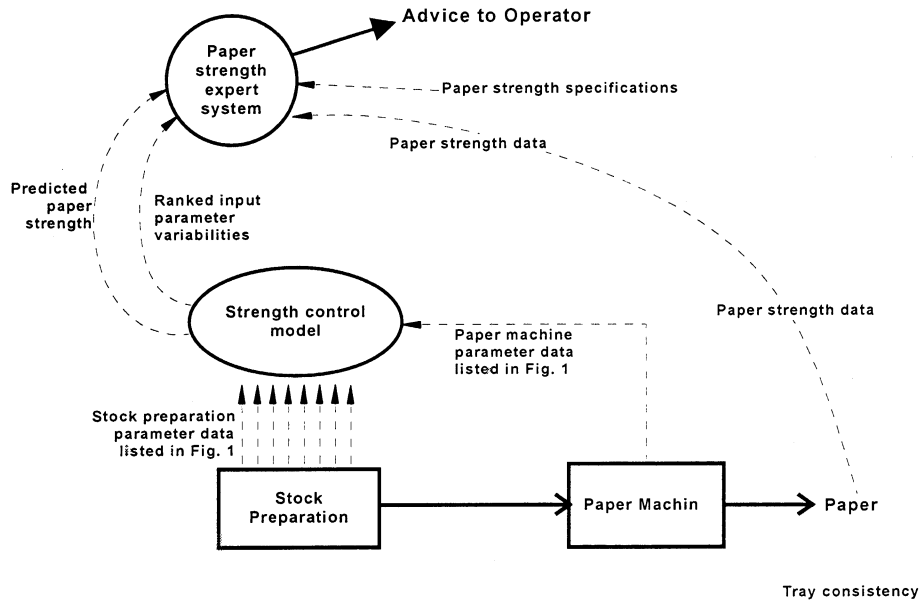 Advice to Operator
Paper
strength
expert
system
Paper strength specifications
Paper strength data
Predicted
paper
strength
Ranked input
parameter
variabilities
Strength control
model
Paper machine
parameter data
listed in Fig. 1
Paper strength data
Stock preparation
parameter data
listed in Fig. 1
Stock
Preparation
Paper Machin
Paper
Tray consistency